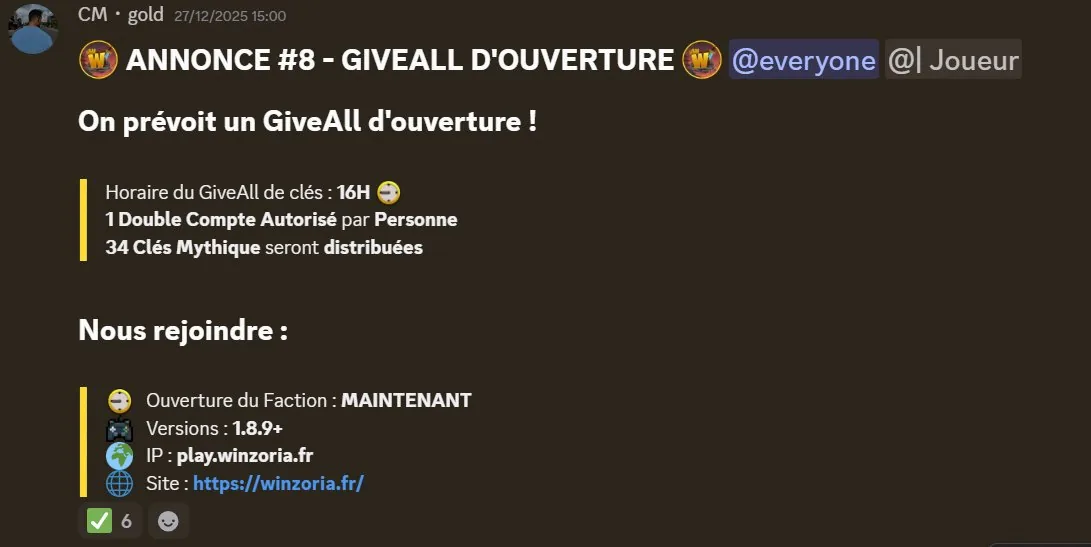 CM • gold 27/12/2025 15:00
ANNONCE #8 - GIVEALL D'OUVERTURE @everyone @| Joueur
On prévoit un GiveAll d'ouverture !
Horaire du GiveAll de clés : 16H
1 Double Compte Autorisé par Personne
34 Clés Mythique seront distribuées
Nous rejoindre :
Ouverture du Faction : MAINTENANT
Versions : 1.8.9+
IP : play.winzoria.fr
Site : https://winzoria.fr/
6